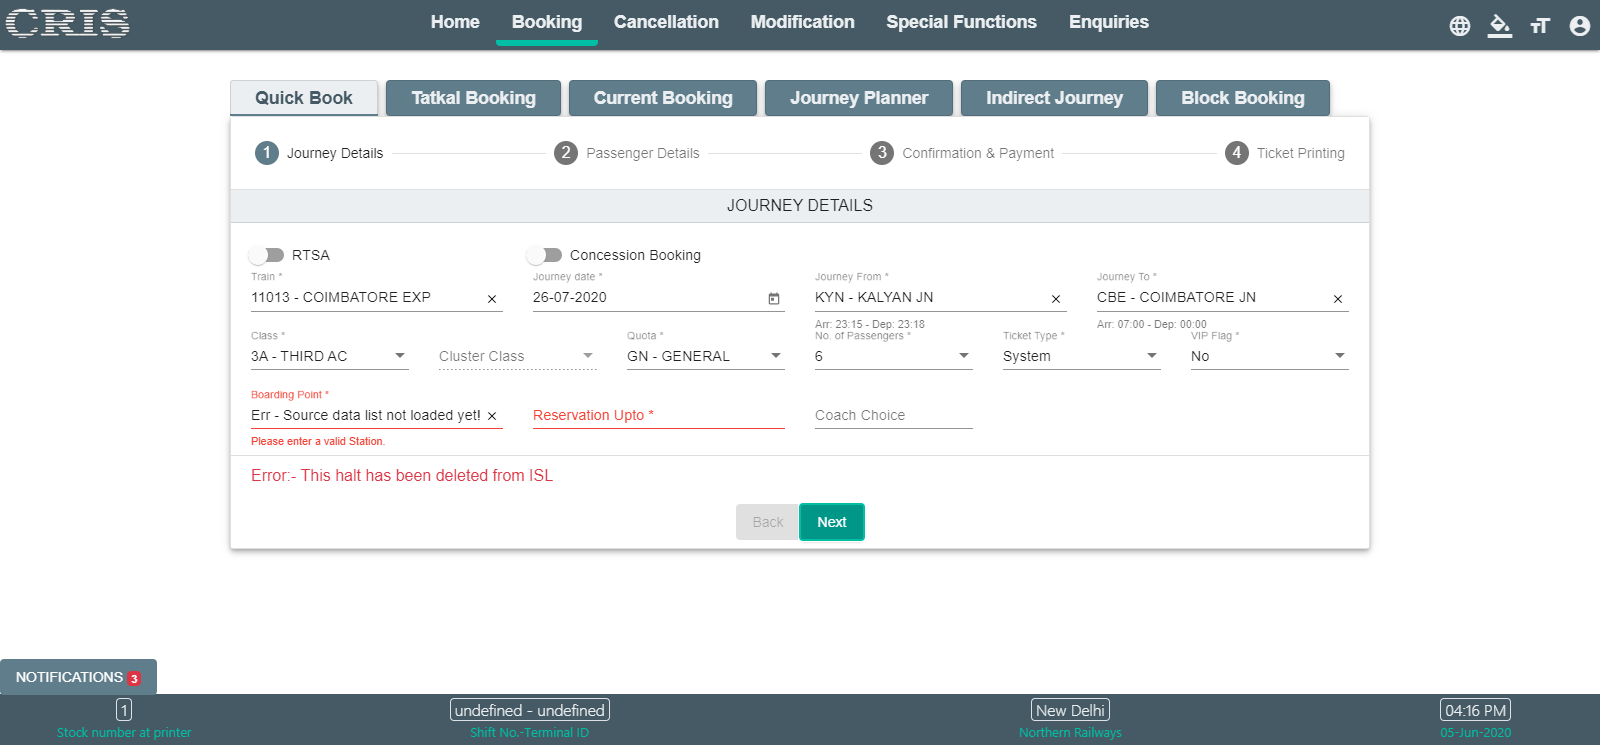 CRIS
Home Booking Cancellation Modification Special Functions Enquiries
Quick Book Tatkal Booking Current Booking Journey Planner Indirect Journey Block Booking
1 Journey Details 2 Passenger Details 3 Confirmation & Payment 4 Ticket Printing
JOURNEY DETAILS
RTSA Concession Booking
Train * Journey date * Journey From * Journey To *
11013 - COIMBATORE EXP × 26-07-2020 KYN - KALYAN JN × CBE - COIMBATORE JN ×
Arr: 23:15 - Dep: 23:18 Arr: 07:00 - Dep: 00:00
Class * Quota * No. of Passengers * Ticket Type * VIP Flag *
3A - THIRD AC Cluster Class GN - GENERAL 6 System No
Boarding Point *
Err - Source data list not loaded yet! × Reservation Upto * Coach Choice
Please enter a valid Station.
Error:- This halt has been deleted from ISL
Back Next
NOTIFICATIONS 3
1 undefined - undefined New Delhi 04:16 PM
Stock number at printer Shift No.-Terminal ID Northern Railways 05-Jun-2020